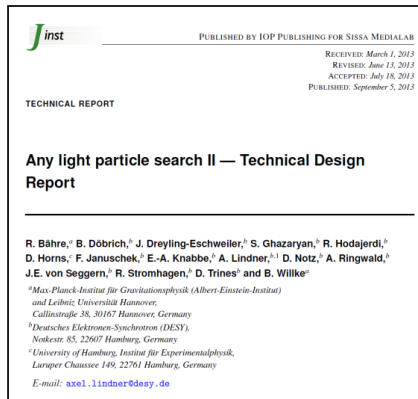 Jinst
PUBLISHED BY IOP PUBLISHING FOR SISSA MEDIALAB
RECEIVED: March 1, 2013
REVISED: June 13, 2013
ACCEPTED: July 18, 2013
PUBLISHED: September 5, 2013
TECHNICAL REPORT
Any light particle search II — Technical Design
Report
R. Bähre,a B. Döbrich,b J. Dreyling-Eschweiler,b S. Ghazaryan,b R. Hodajerdi,b
D. Horns,c F. Januschek,b E.-A. Knabbe,b A. Lindner,b,1 D. Notz,b A. Ringwald,b
J.E. von Seggern,b R. Stromhagen,b D. Trines b and B. Willke a
aMax-Planck-Institut für Gravitationsphysik (Albert-Einstein-Institut)
and Leibniz Universität Hannover,
Callinstraße 38, 30167 Hannover, Germany
bDeutsches Elektronen-Synchrotron (DESY),
Notkestr. 85, 22607 Hamburg, Germany
cUniversity of Hamburg, Institut für Experimentalphysik,
Luruper Chaussee 149, 22761 Hamburg, Germany
E-mail: axel.lindner@desy.de